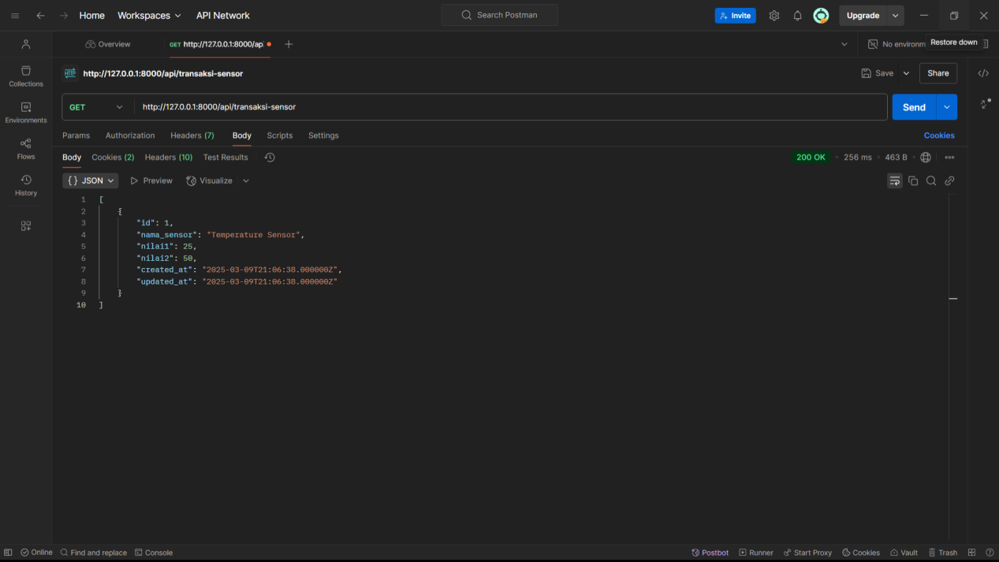 Home Workspaces API Network Search Postman Invite Upgrade
Overview GET http://127.0.0.1:8000/ap No environm Restore down
HTTP http://127.0.0.1:8000/api/transaksi-sensor Save Share
Collections
GET http://127.0.0.1:8000/api/transaksi-sensor Send
Environments
Params Authorization Headers (7) Body Scripts Settings Cookies
Flows
Body Cookies (2) Headers (10) Test Results 200 OK • 256 ms • 463 B •
History
{ } JSON Preview Visualize
1 [
2 {
3 "id": 1,
4 "nama_sensor": "Temperature Sensor",
5 "nilai1": 25,
6 "nilai2": 50,
7 "created_at": "2025-03-09T21:06:38.000000Z",
8 "updated_at": "2025-03-09T21:06:38.000000Z"
9 }
10 ]
Online Find and replace Console Postbot Runner Start Proxy Cookies Vault Trash